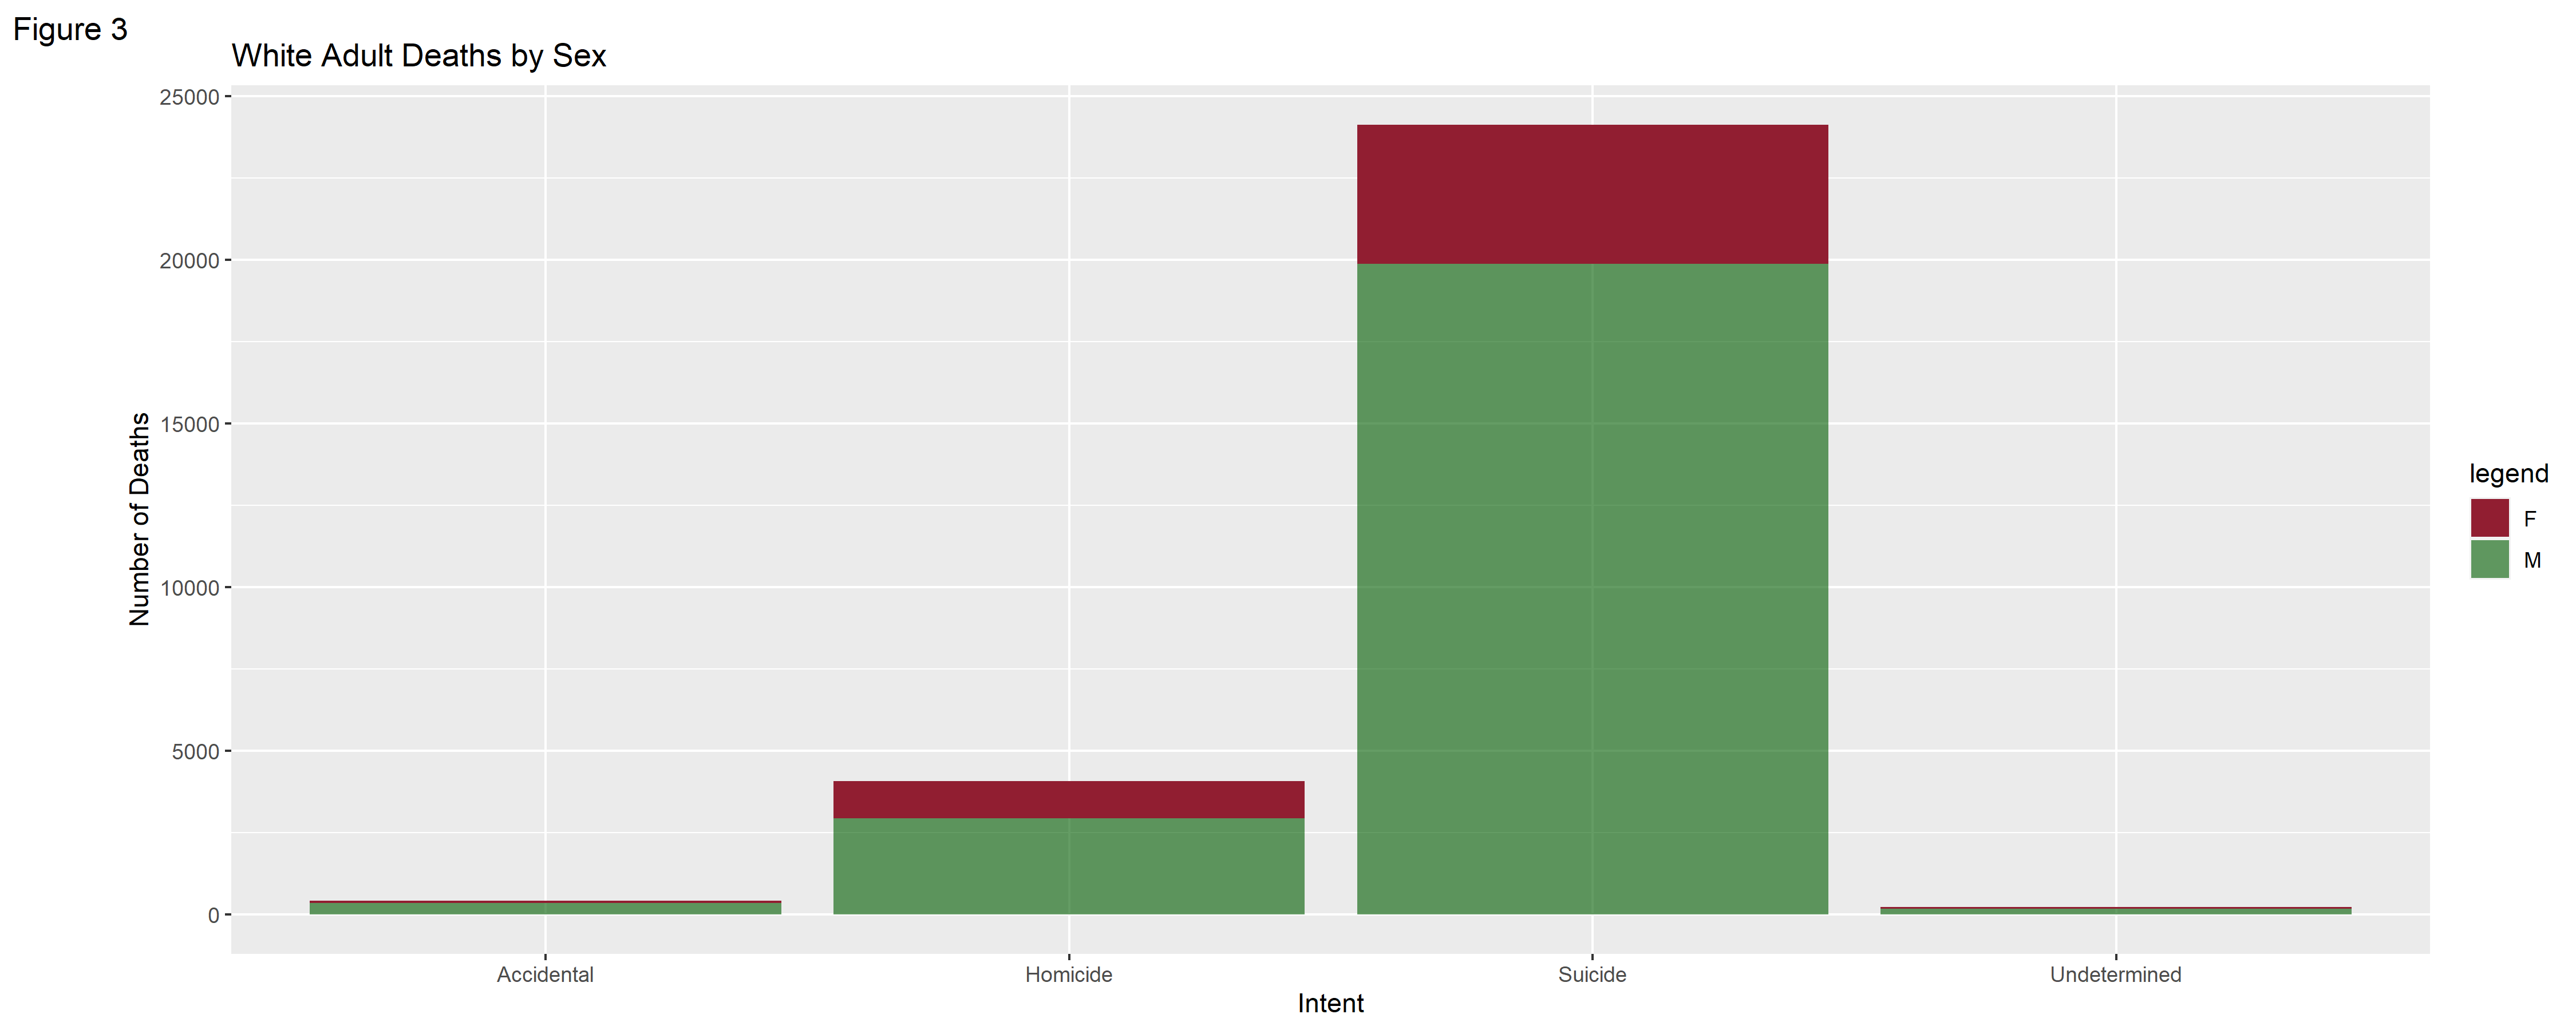 Figure 3
White Adult Deaths by Sex
25000
20000
15000
10000
5000
0
Number of Deaths
Accidental
Homicide
Suicide
Undetermined
Intent
legend
F
M